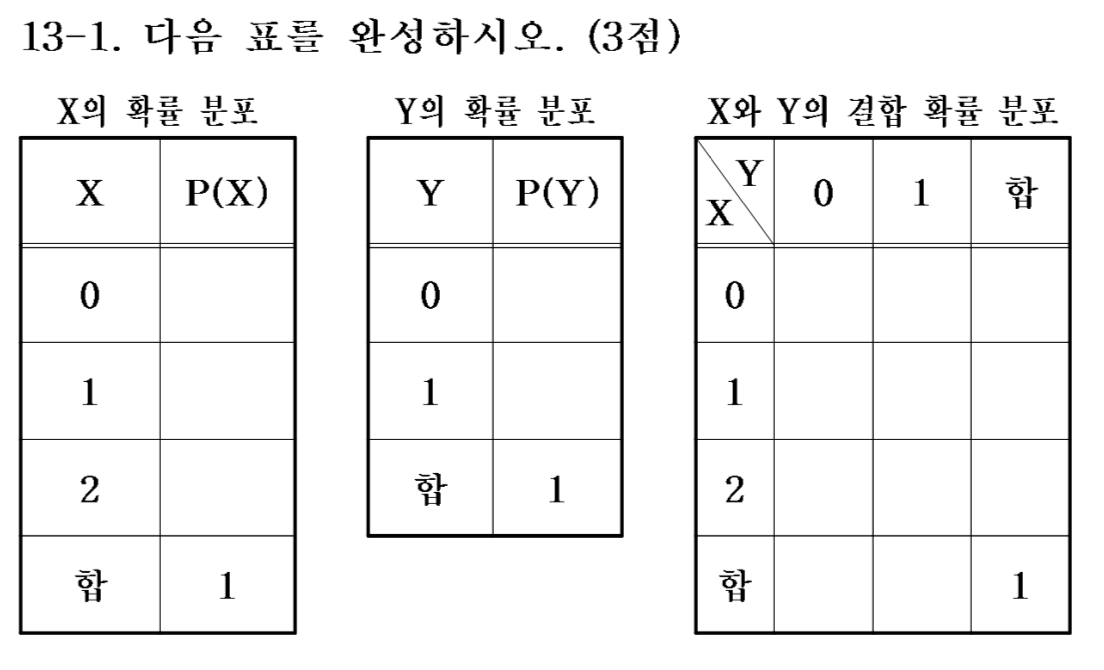 13-1. 다음 표를 완성하시오. (3점)
X의 확률 분포
X P(X)
0
1
2
합 1
Y의 확률 분포
Y P(Y)
0
1
합 1
X와 Y의 결합 확률 분포
Y
X 0 1 합
0
1
2
합 1